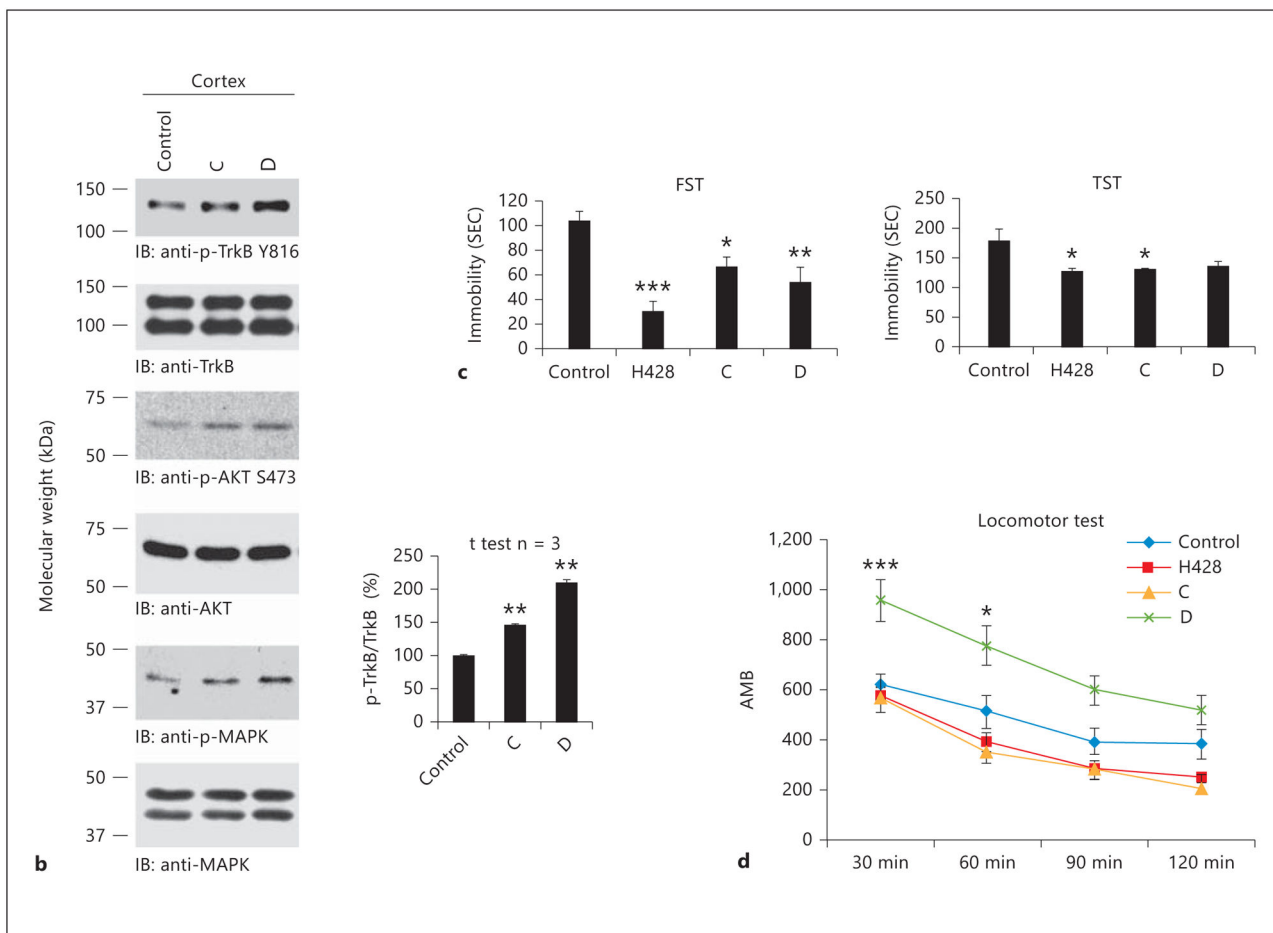 Cortex
Control
C
D
Molecular weight (kDa)
150
100
IB: anti-p-TrkB Y816
150
100
IB: anti-TrkB
75
50
IB: anti-p-AKT S473
75
50
IB: anti-AKT
50
37
IB: anti-p-MAPK
50
37
IB: anti-MAPK
b
t test n = 3
p-TrkB/TrkB (%)
250
200
150
100
50
0
**
**
Control
C
D
FST
Immobility (SEC)
120
100
80
60
40
20
0
***
*
**
Control H428 C D
c
TST
Immobility (SEC)
200
150
250
200
150
100
50
0
*
*
Control H428 C D
Locomotor test
AMB
1,200
1,000
800
600
400
200
0
***
*
Control
H428
C
D
30 min 60 min 90 min 120 min
d